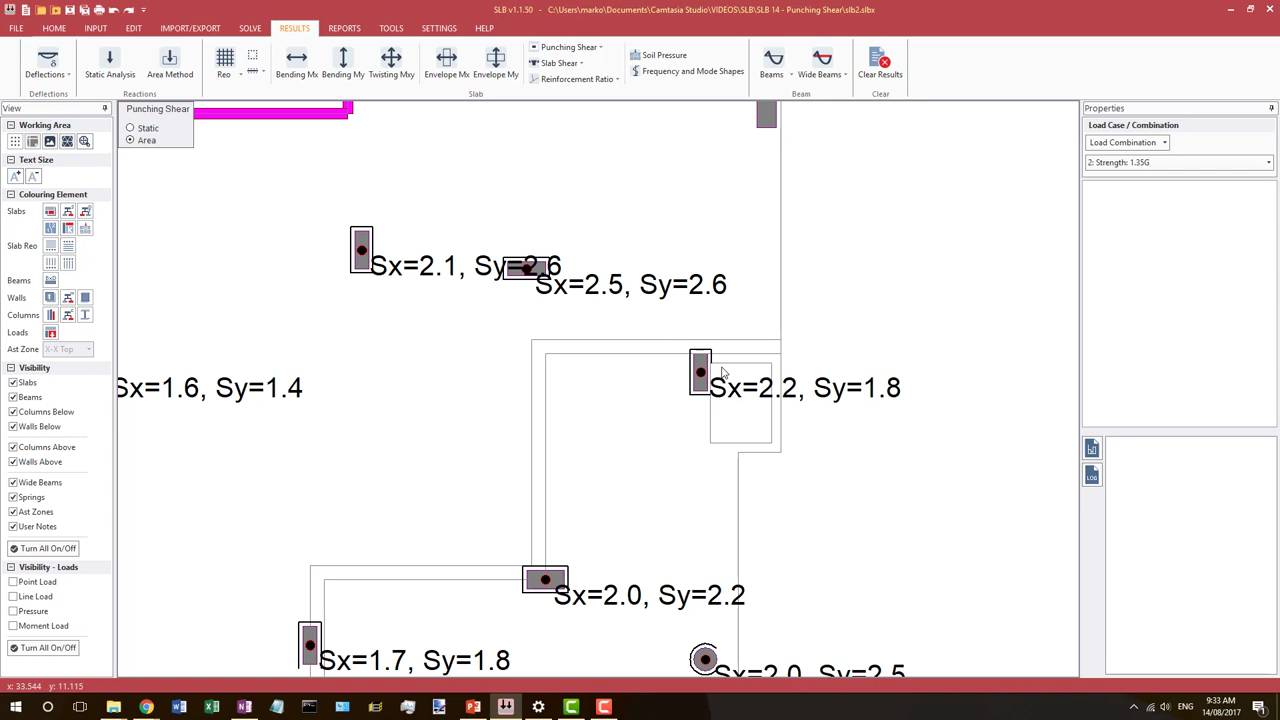 SLB v1.1.50 - C:\Users\marko\Documents\Camtasia Studio\VIDEOS\SLB\SLB 14 - Punching Shear\slb2.slbx
FILE HOME INPUT EDIT IMPORT/EXPORT SOLVE RESULTS REPORTS TOOLS SETTINGS HELP
Punching Shear
Slab Shear
Reinforcement Ratio
Soil Pressure
Frequency and Mode Shapes
Deflections Static Analysis Area Method Reo Bending Mx Bending My Twisting Mxy Envelope Mx Envelope My Beams Wide Beams Clear Results
Deflections Reactions Slab Beam Clear
View
Working Area
Text Size
A+ A-
Colouring Element
Slabs
Slab Reo
Beams
Walls
Columns
Loads
Ast Zone X-X Top
Visibility
Slabs
Beams
Columns Below
Walls Below
Columns Above
Walls Above
Wide Beams
Springs
Ast Zones
User Notes
Turn All On/Off
Visibility - Loads
Point Load
Line Load
Pressure
Moment Load
Turn All On/Off
Punching Shear
Static
Area
Sx=2.1, Sy=2.6
Sx=2.5, Sy=2.6
Sx=1.6, Sy=1.4
Sx=2.2, Sy=1.8
Sx=2.0, Sy=2.2
Sx=1.7, Sy=1.8
Sx=2.0, Sy=2.5
Properties
Load Case / Combination
Load Combination
2: Strength: 1.35G
LOG
x: 33.544 y: 11.115
ENG
9:33 AM
14/08/2017